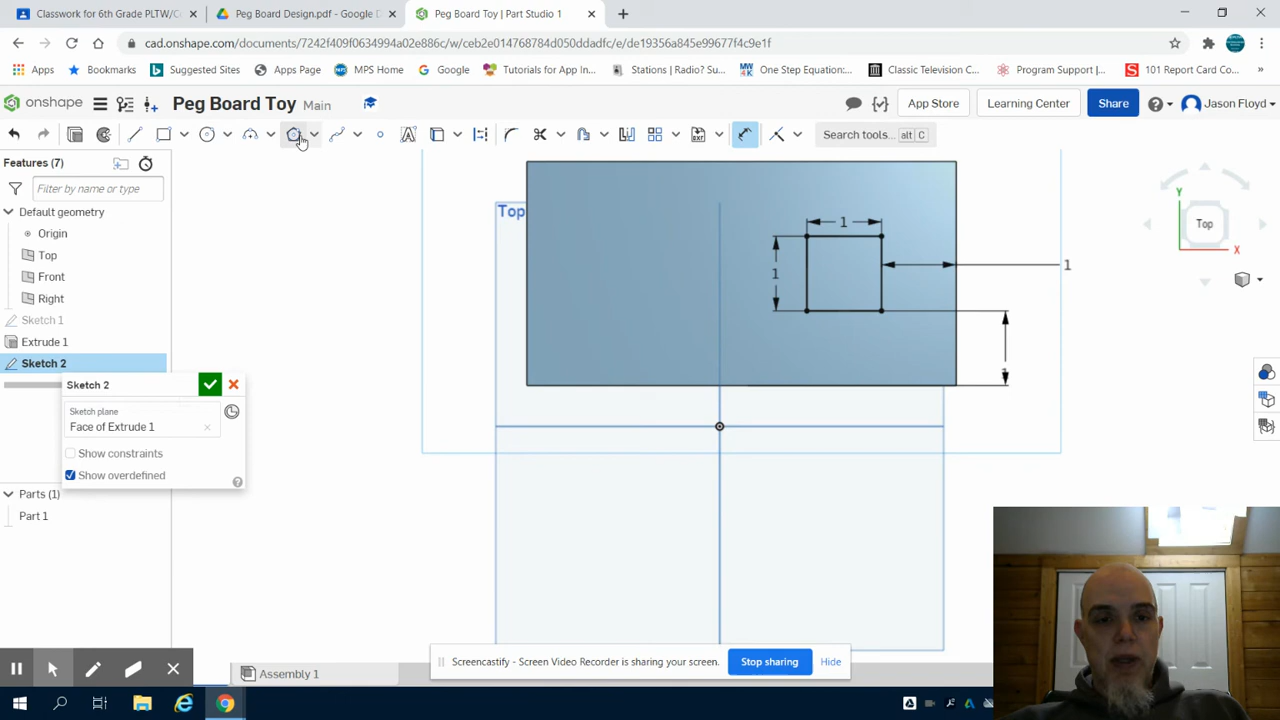 Classwork for 6th Grade PLTW/C
Peg Board Design.pdf - Google D
Peg Board Toy | Part Studio 1
cad.onshape.com/documents/7242f409f0634994a02e886c/w/ceb2e014768784d050ddadfc/e/de19356a845e99677f4c9e1f
Apps
Bookmarks
Suggested Sites
Apps Page
MPS Home
Google
Tutorials for App In...
Stations | Radio? Su...
One Step Equation:...
Classic Television C...
Program Support |...
101 Report Card Co...
onshape
Peg Board Toy Main
App Store
Learning Center
Share
Jason Floyd
Search tools... alt C
Features (7)
Filter by name or type
Default geometry
Origin
Top
Front
Right
Sketch 1
Extrude 1
Sketch 2
Sketch 2
Sketch plane
Face of Extrude 1
Show constraints
Show overdefined
Parts (1)
Part 1
Top
1
1
1
1
Y
Top
X
Assembly 1
Screencastify - Screen Video Recorder is sharing your screen.
Stop sharing
Hide